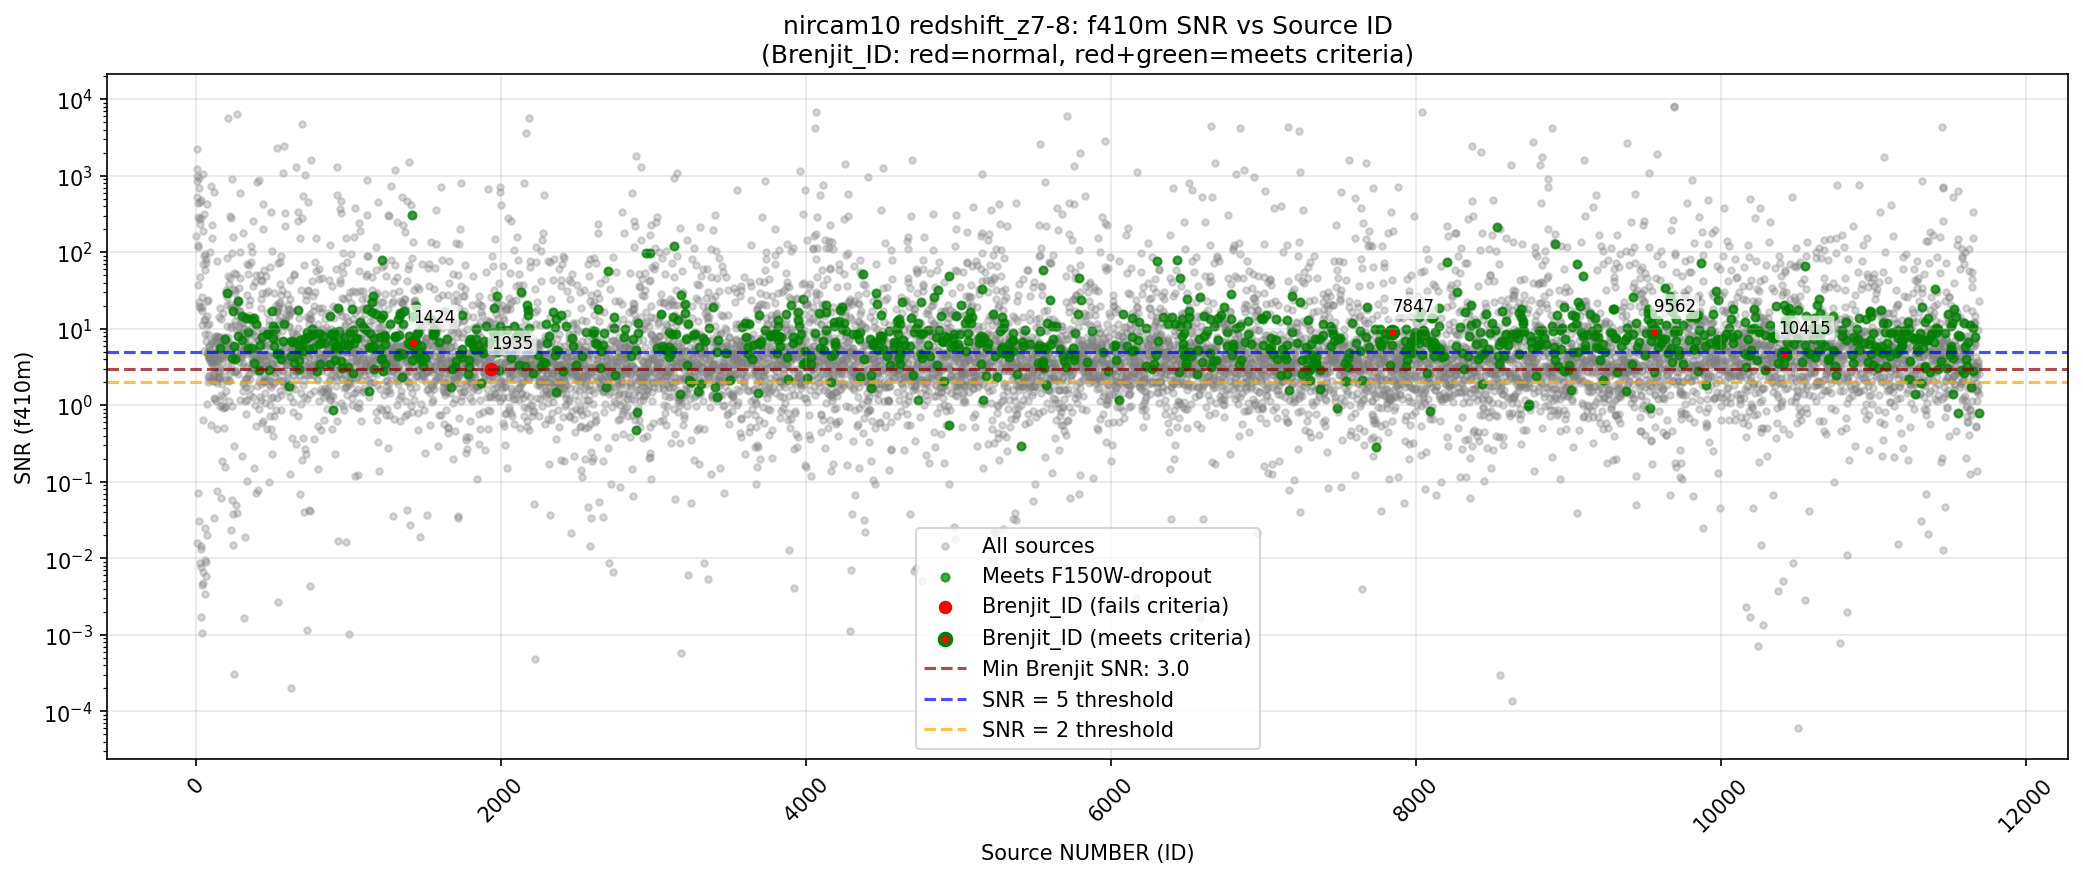 nircam10 redshift_z7-8: f410m SNR vs Source ID
(Brenjit_ID: red=normal, red+green=meets criteria)
SNR (f410m)
10⁴
10³
10²
10¹
10⁰
10⁻¹
10⁻²
10⁻³
10⁻⁴
1424
1935
7847
9562
10415
All sources
Meets F150W-dropout
Brenjit_ID (fails criteria)
Brenjit_ID (meets criteria)
Min Brenjit SNR: 3.0
SNR = 5 threshold
SNR = 2 threshold
0
2000
4000
6000
8000
10000
12000
Source NUMBER (ID)